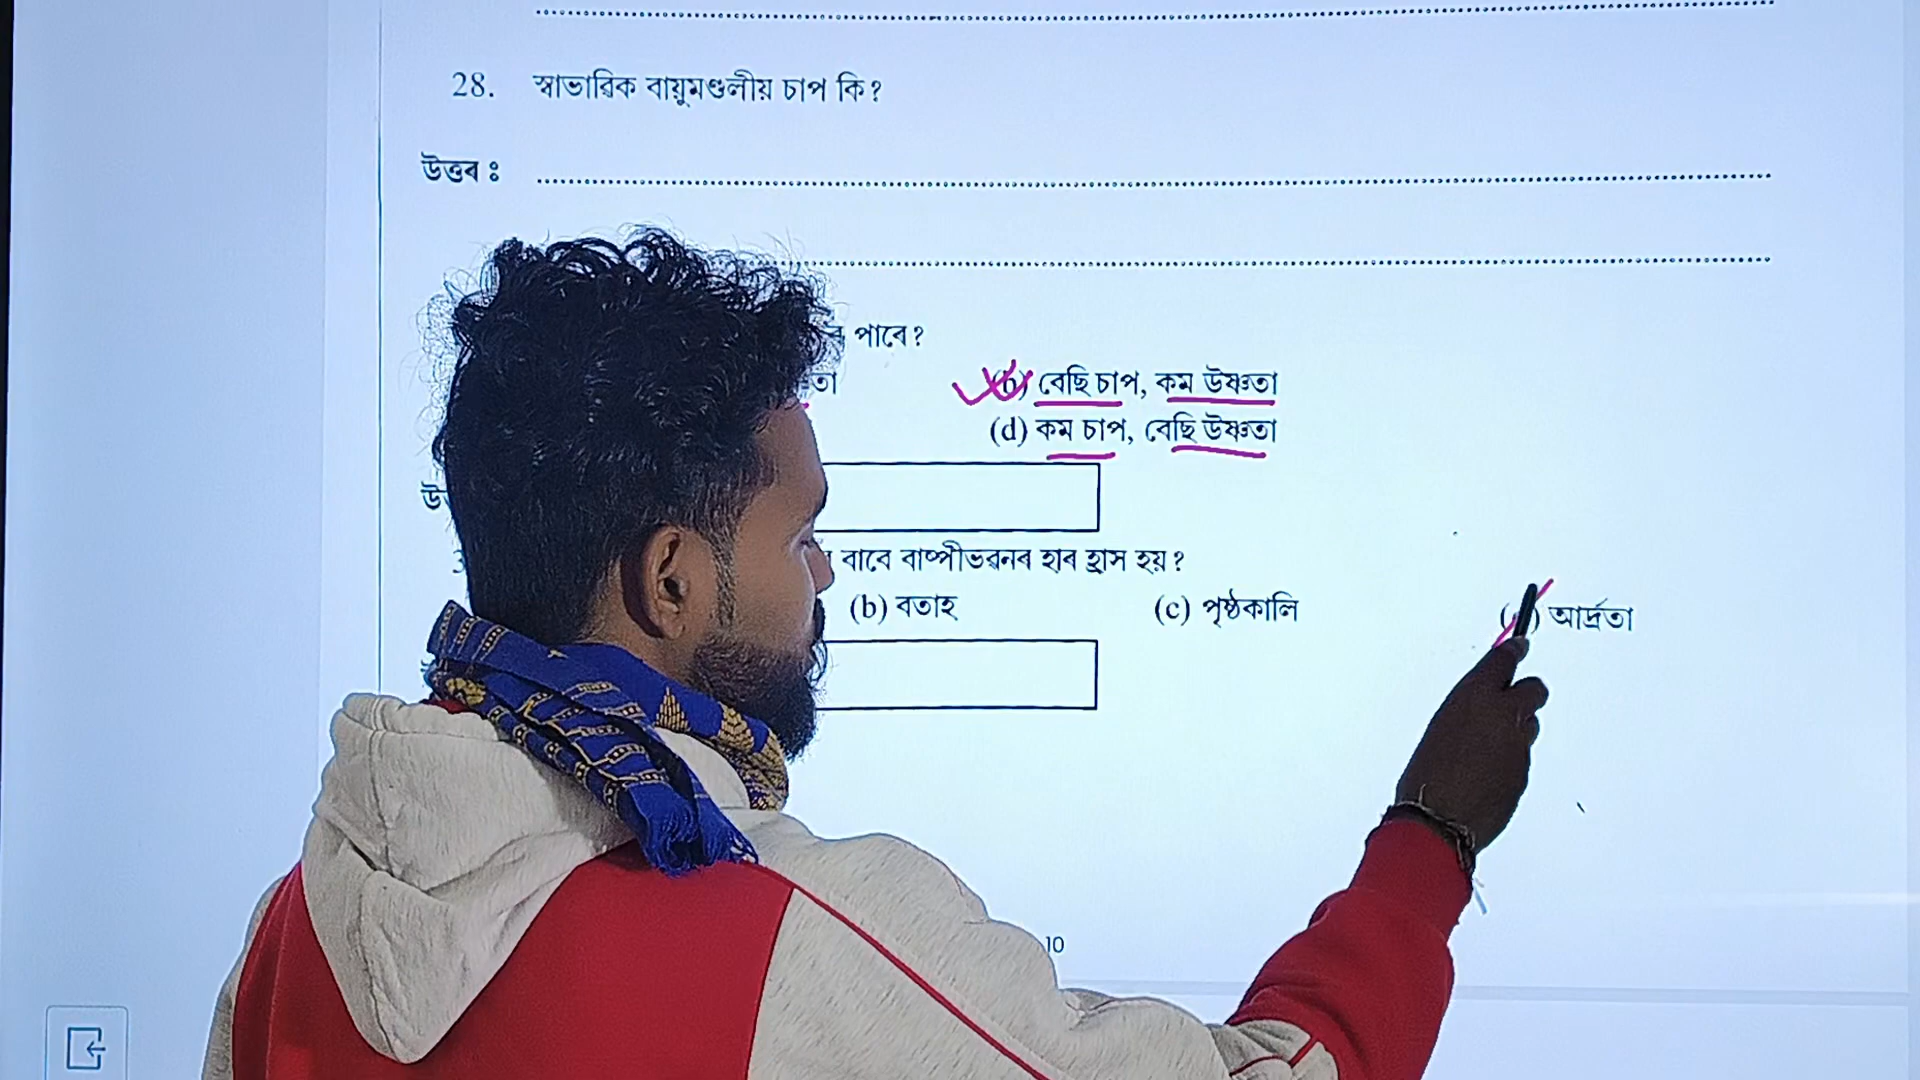 28. স্বাভাৱিক বায়ুমণ্ডলীয় চাপ কি?
উত্তৰঃ
পাবে?
(b) বেছি চাপ, কম উষ্ণতা
(d) কম চাপ, বেছি উষ্ণতা
বাবে বাষ্পীভৱনৰ হাৰ হ্ৰাস হয়?
(b) বতাহ (c) পৃষ্ঠকালি আৰ্দ্ৰতা
10